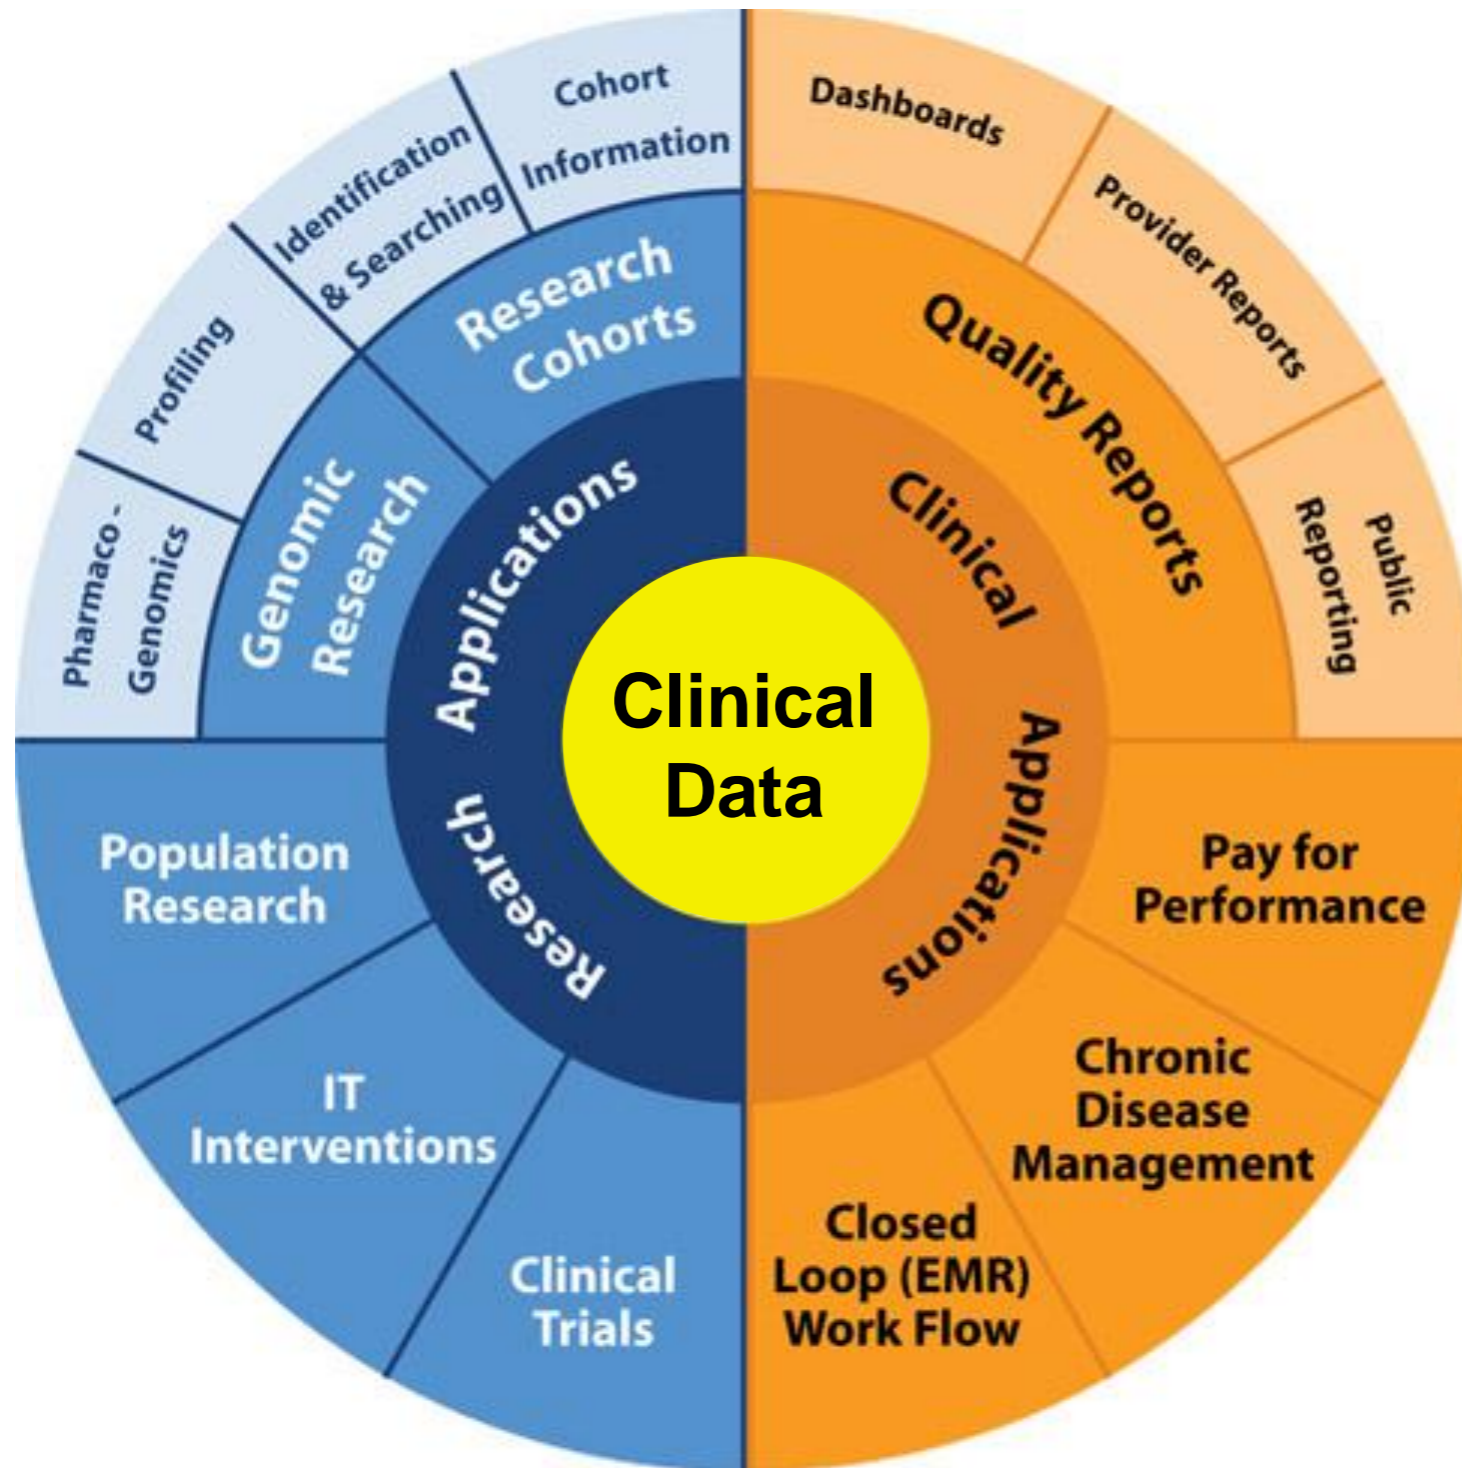 Cohort
Information
Identification
& Searching
Profiling
Pharmaco-
Genomics
Research
Cohorts
Genomic
Research
Research Applications
Population
Research
IT
Interventions
Clinical
Trials
Clinical
Data
Dashboards
Provider Reports
Public
Reporting
Quality Reports
Clinical Applications
Pay for
Performance
Chronic
Disease
Management
Closed
Loop (EMR)
Work Flow